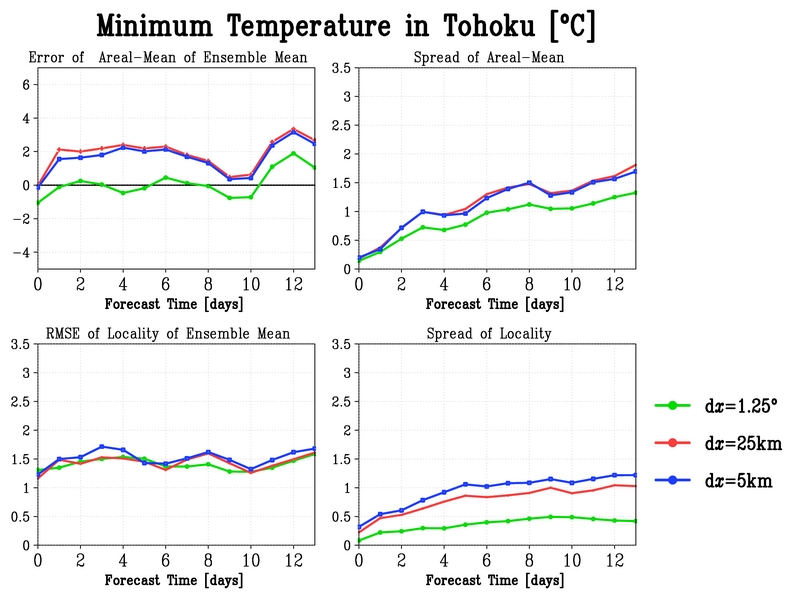 Minimum Temperature in Tohoku [°C]
Error of Areal-Mean of Ensemble Mean
6
4
2
0
−2
−4
0 2 4 6 8 10 12
Forecast Time [days]
Spread of Areal-Mean
3.5
3
2.5
2
1.5
1
0.5
0
0 2 4 6 8 10 12
Forecast Time [days]
RMSE of Locality of Ensemble Mean
3.5
3
2.5
2
1.5
1
0.5
0
0 2 4 6 8 10 12
Forecast Time [days]
Spread of Locality
3.5
3
2.5
2
1.5
1
0.5
0
0 2 4 6 8 10 12
Forecast Time [days]
dx=1.25°
dx=25km
dx=5km